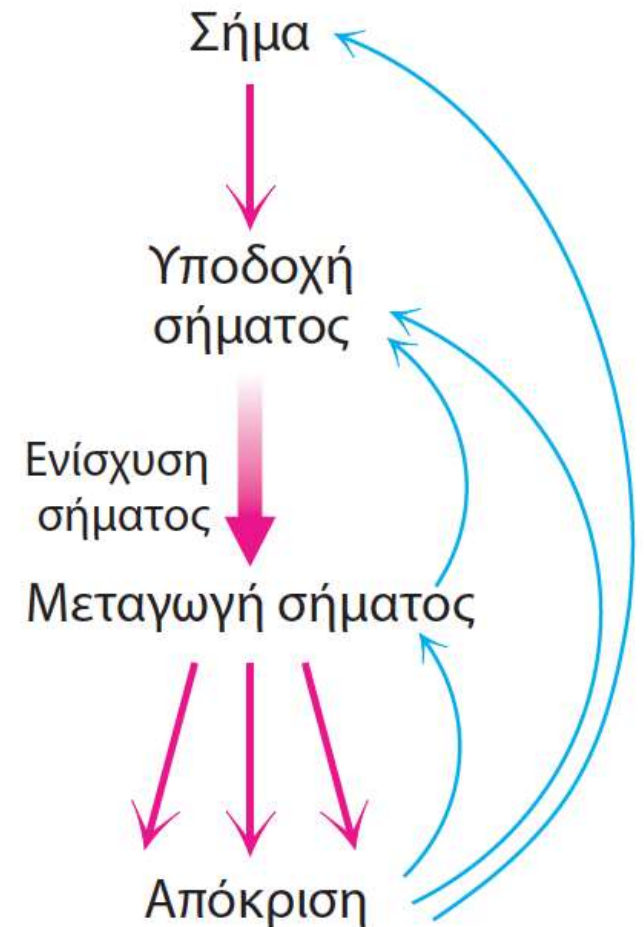 Σήμα
Υποδοχή
σήματος
Ενίσχυση
σήματος
Μεταγωγή σήματος
Απόκριση